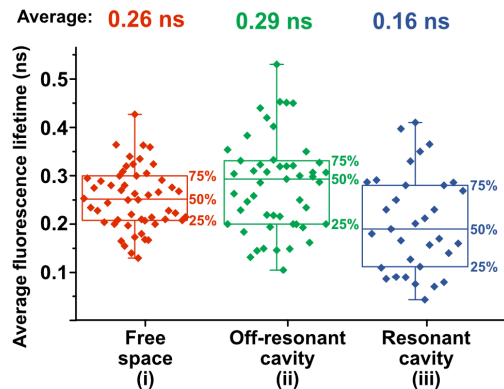 Average: 0.26 ns 0.29 ns 0.16 ns
Average fluorescence lifetime (ns)
0.5
0.4
0.3
0.2
0.1
75%
50%
25%
75%
50%
25%
75%
50%
25%
Free
space
(i)
Off-resonant
cavity
(ii)
Resonant
cavity
(iii)